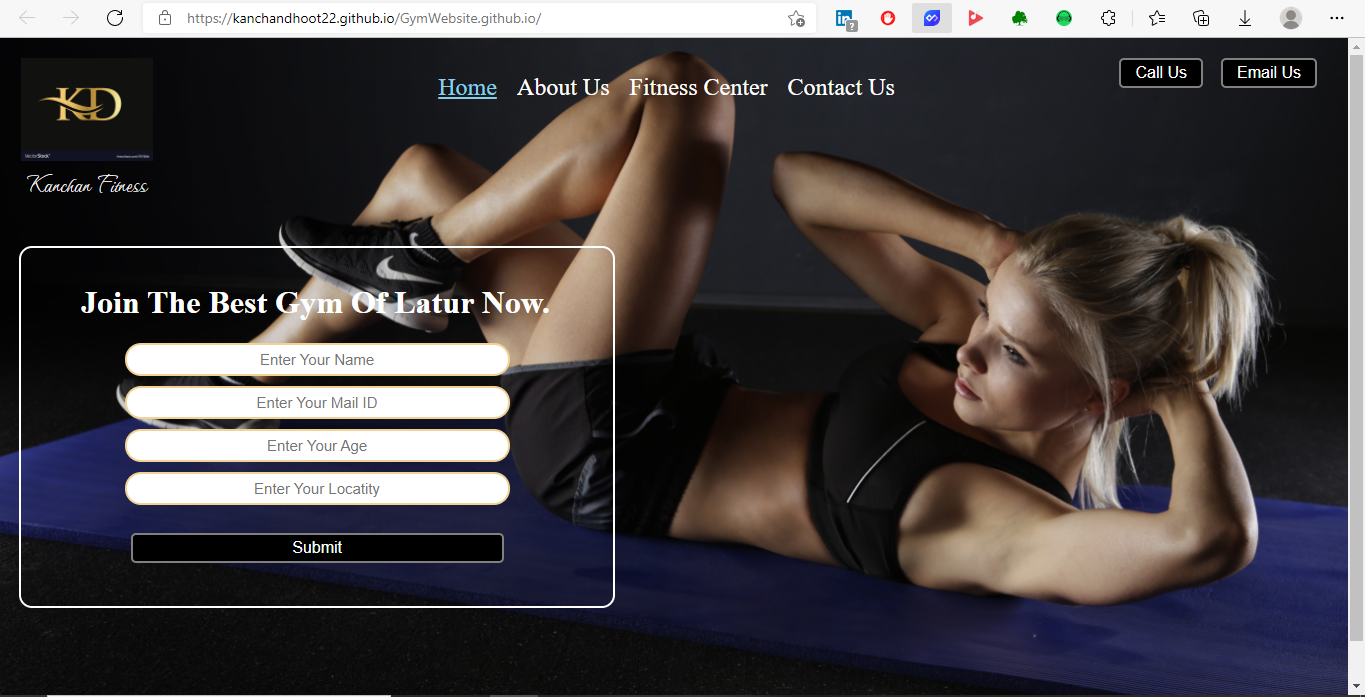 https://kanchandhoot22.github.io/GymWebsite.github.io/
KD
Kanchan Fitness
Home About Us Fitness Center Contact Us
Call Us Email Us
Join The Best Gym Of Latur Now.
Enter Your Name
Enter Your Mail ID
Enter Your Age
Enter Your Locatity
Submit